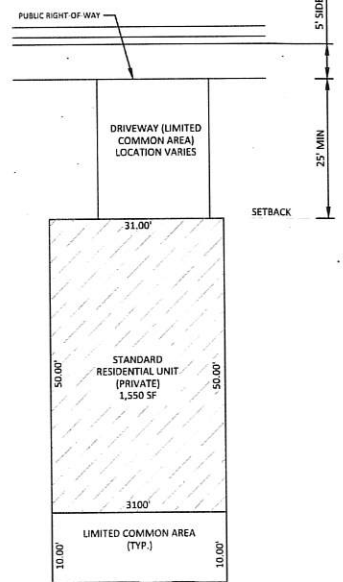 PUBLIC RIGHT OF WAY
5' SIDE
DRIVEWAY (LIMITED
COMMON AREA)
LOCATION VARIES
25' MIN
SETBACK
31.00'
50.00'
STANDARD
RESIDENTIAL UNIT
(PRIVATE)
1,550 SF
50.00'
3100'
LIMITED COMMON AREA
(TYP.)
10.00'
10.00'